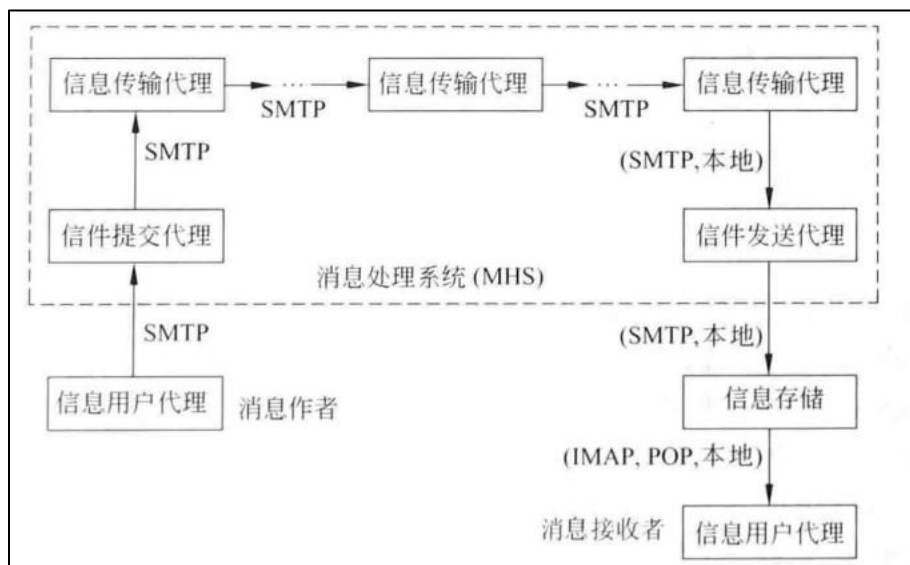 信息传输代理 … 信息传输代理 … 信息传输代理
SMTP SMTP
SMTP (SMTP,本地)
信件提交代理 信件发送代理
消息处理系统(MHS)
SMTP (SMTP,本地)
信息用户代理 消息作者 信息存储
(IMAP, POP,本地)
消息接收者 信息用户代理